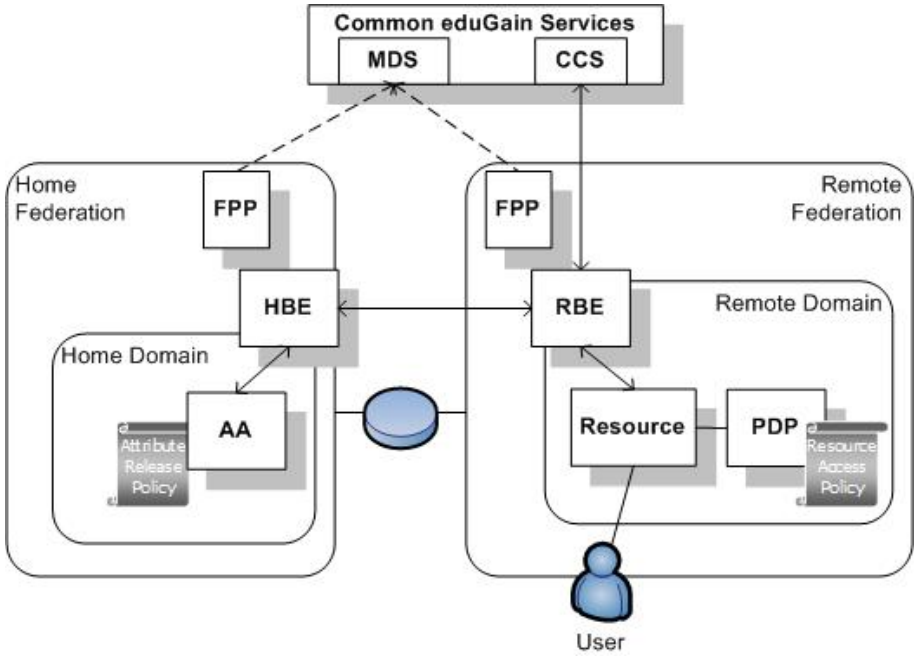 Common eduGain Services
MDS
CCS
Home
Federation
FPP
FPP
Remote
Federation
HBE
RBE
Remote Domain
Home Domain
AA
Attribute
Release
Policy
Resource
PDP
Resource
Access
Policy
User